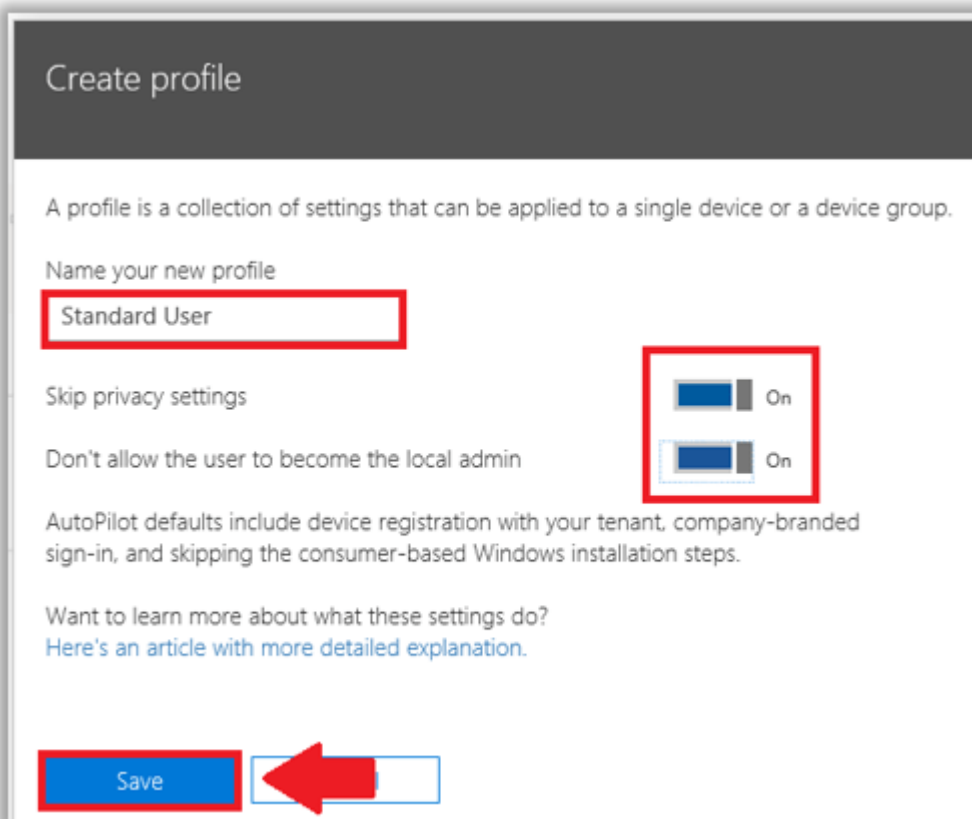 Create profile
A profile is a collection of settings that can be applied to a single device or a device group.
Name your new profile
Standard User
Skip privacy settings On
Don't allow the user to become the local admin On
AutoPilot defaults include device registration with your tenant, company-branded
sign-in, and skipping the consumer-based Windows installation steps.
Want to learn more about what these settings do?
Here's an article with more detailed explanation.
Save